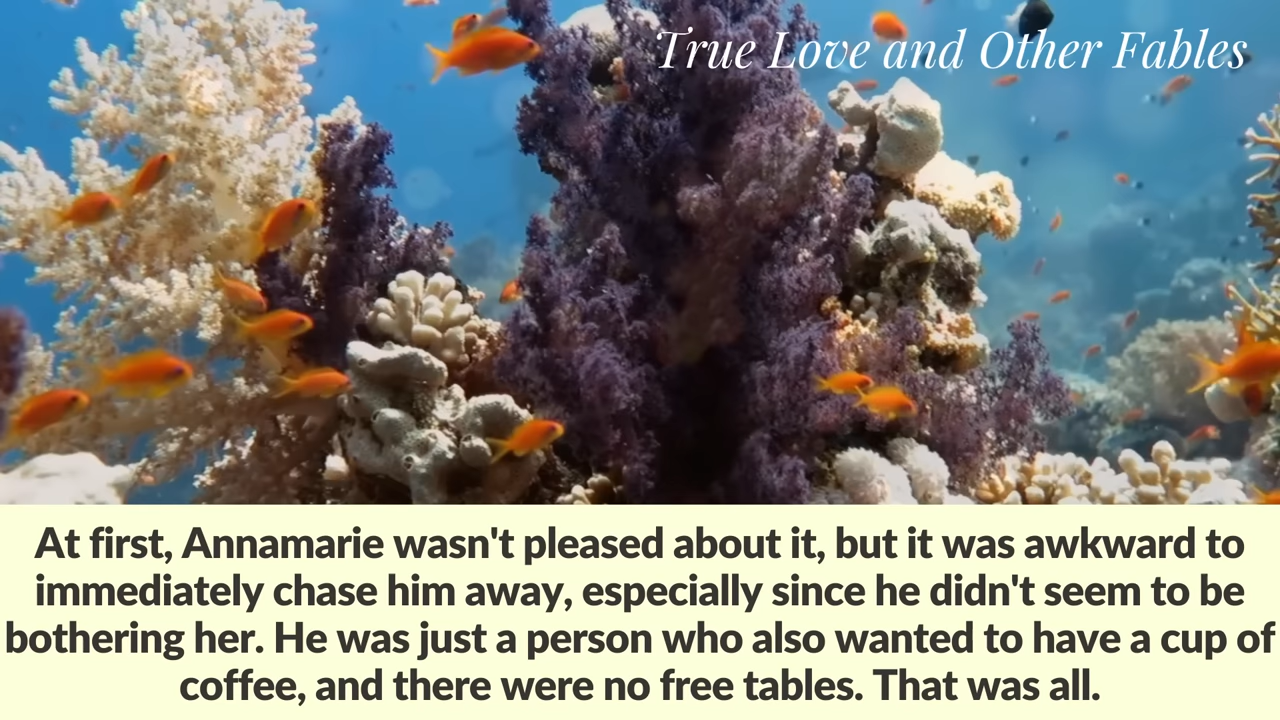 True Love and Other Fables
At first, Annamarie wasn't pleased about it, but it was awkward to
immediately chase him away, especially since he didn't seem to be
bothering her. He was just a person who also wanted to have a cup of
coffee, and there were no free tables. That was all.